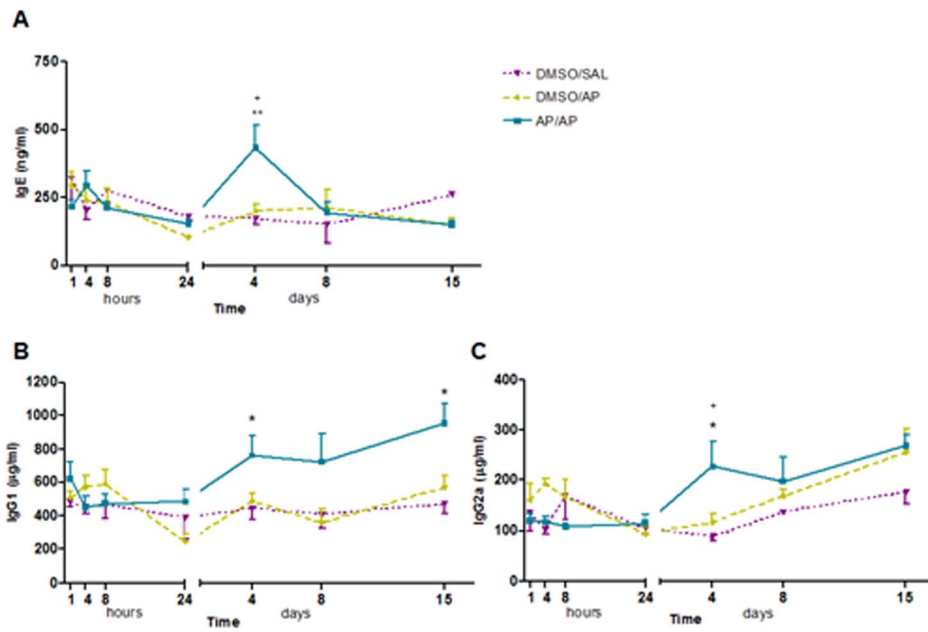 A
750
500
250
0
IgE (ng/ml)
+
**
1 4 8 24 4 8 15
hours days
Time
DMSO/SAL
DMSO/AP
AP/AP
B
1200
1000
800
600
400
200
0
IgG1 (µg/ml)
* *
1 4 8 24 4 8 15
hours days
Time
C
400
300
200
100
0
IgG2a (µg/ml)
+
*
1 4 8 24 4 8 15
hours days
Time